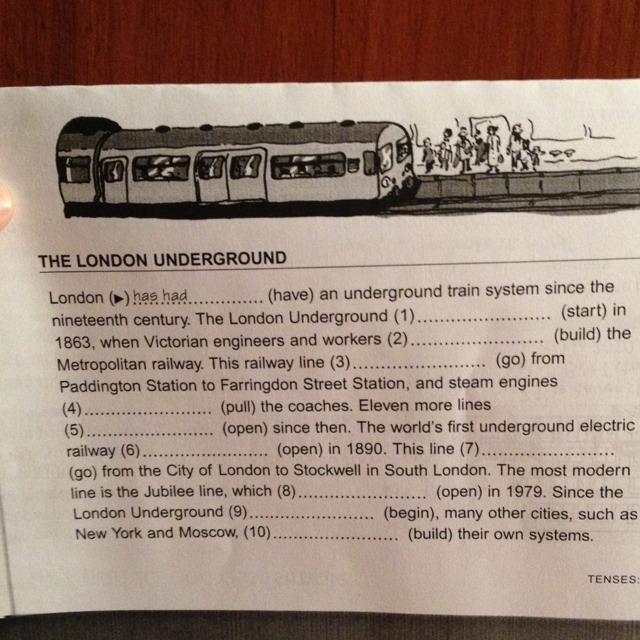 THE LONDON UNDERGROUND
London (►) has had.............. (have) an underground train system since the
nineteenth century. The London Underground (1)......................... (start) in
1863, when Victorian engineers and workers (2)......................... (build) the
Metropolitan railway. This railway line (3)......................... (go) from
Paddington Station to Farringdon Street Station, and steam engines
(4)......................... (pull) the coaches. Eleven more lines
(5)......................... (open) since then. The world's first underground electric
railway (6)......................... (open) in 1890. This line (7).........................
(go) from the City of London to Stockwell in South London. The most modern
line is the Jubilee line, which (8)......................... (open) in 1979. Since the
London Underground (9)......................... (begin), many other cities, such as
New York and Moscow, (10)......................... (build) their own systems.
TENSES: